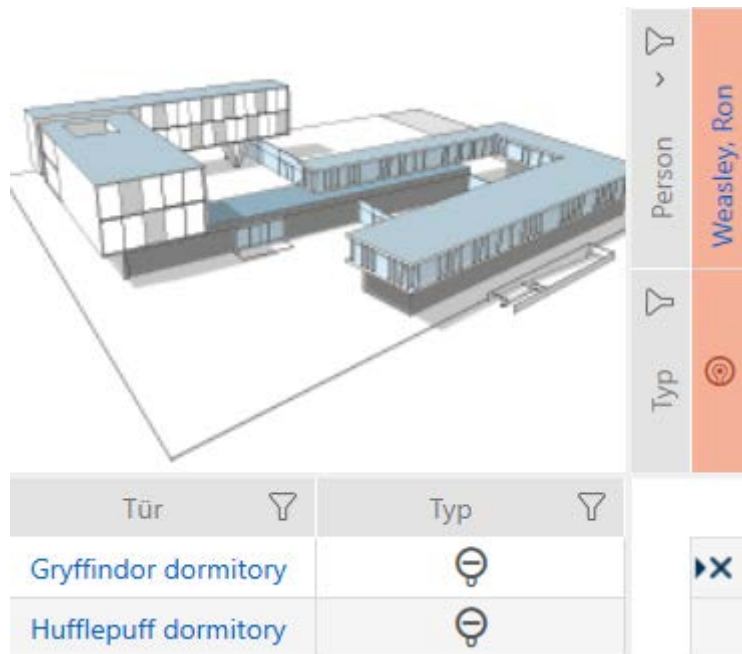 Person
Weasley, Ron
Typ
Tür
Typ
Gryffindor dormitory
Hufflepuff dormitory